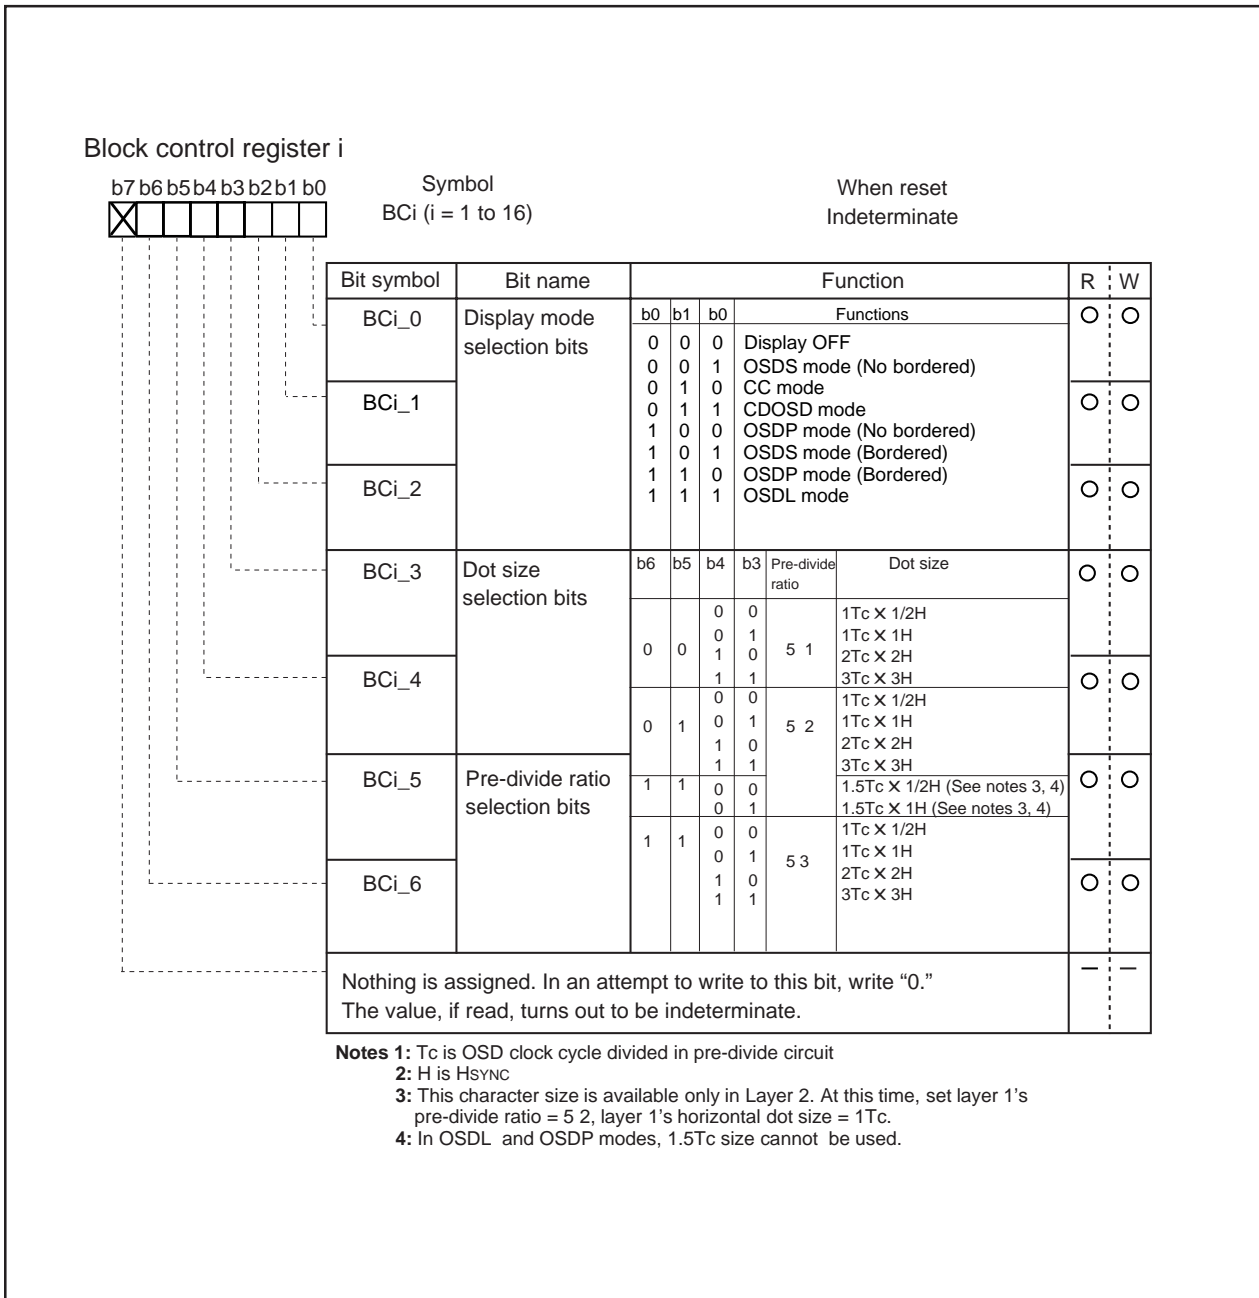 Block control register i
b7 b6 b5 b4 b3 b2 b1 b0
Symbol
BCi (i = 1 to 16)
When reset
Indeterminate
Bit symbol Bit name Function R W
BCi_0 Display mode selection bits
b0 b1 b0 Functions
0 0 0 Display OFF
0 0 1 OSDS mode (No bordered)
0 1 0 CC mode
0 1 1 CDOSD mode
1 0 0 OSDP mode (No bordered)
1 0 1 OSDS mode (Bordered)
1 1 0 OSDP mode (Bordered)
1 1 1 OSDL mode
BCi_1
BCi_2
BCi_3 Dot size selection bits
b6 b5 b4 b3 Pre-divide ratio Dot size
0 0 5 1
0 0 1Tc X 1/2H
0 1 1Tc X 1H
1 0 2Tc X 2H
1 1 3Tc X 3H
BCi_4
0 1 5 2
0 0 1Tc X 1/2H
0 1 1Tc X 1H
1 0 2Tc X 2H
1 1 3Tc X 3H
BCi_5 Pre-divide ratio selection bits
1 1 0 0 1.5Tc X 1/2H (See notes 3, 4)
0 1 1.5Tc X 1H (See notes 3, 4)
1 1 5 3
0 0 1Tc X 1/2H
0 1 1Tc X 1H
1 0 2Tc X 2H
1 1 3Tc X 3H
BCi_6
Nothing is assigned. In an attempt to write to this bit, write “0.” – –
The value, if read, turns out to be indeterminate.
Notes 1: Tc is OSD clock cycle divided in pre-divide circuit
2: H is HSYNC
3: This character size is available only in Layer 2. At this time, set layer 1's
pre-divide ratio = 5 2, layer 1's horizontal dot size = 1Tc.
4: In OSDL and OSDP modes, 1.5Tc size cannot be used.